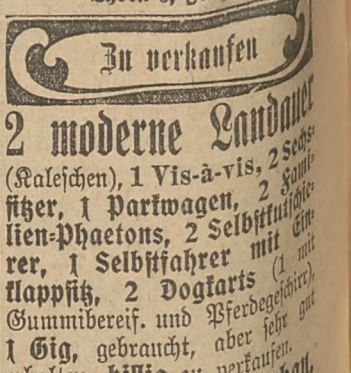 Zu verkaufen
2 moderne Landauer
(Kaleschen), 1 Vis-à-vis, 2 Sechs-
sitzer, 1 Parkwagen, 2 Fami-
lien-Phaetons, 2 Selbstkutschie-
rer, 1 Selbstfahrer mit Ein-
klappsitz, 2 Dogkarts (1 mit
Gummibereif. und Pferdegeschirr),
1 Gig, gebraucht, aber sehr gut
billig zu verkaufen.